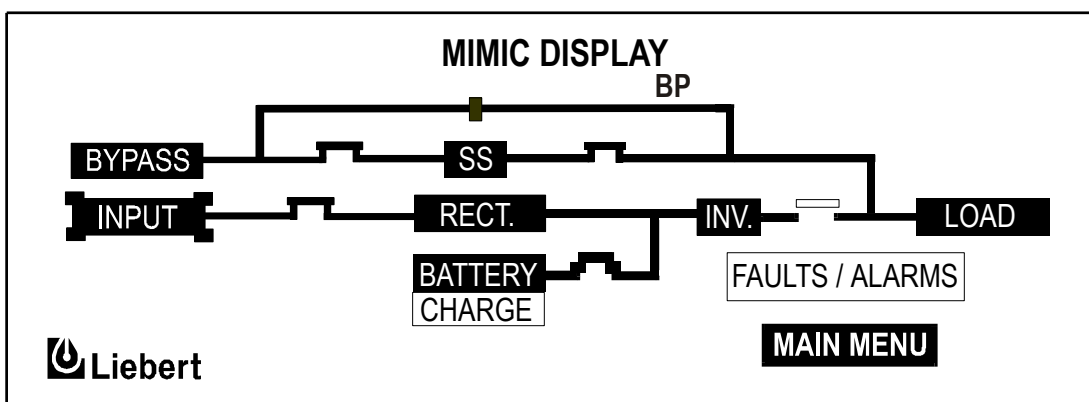 MIMIC DISPLAY
BP
BYPASS
SS
INPUT
RECT.
INV.
LOAD
BATTERY
CHARGE
FAULTS / ALARMS
MAIN MENU
Liebert